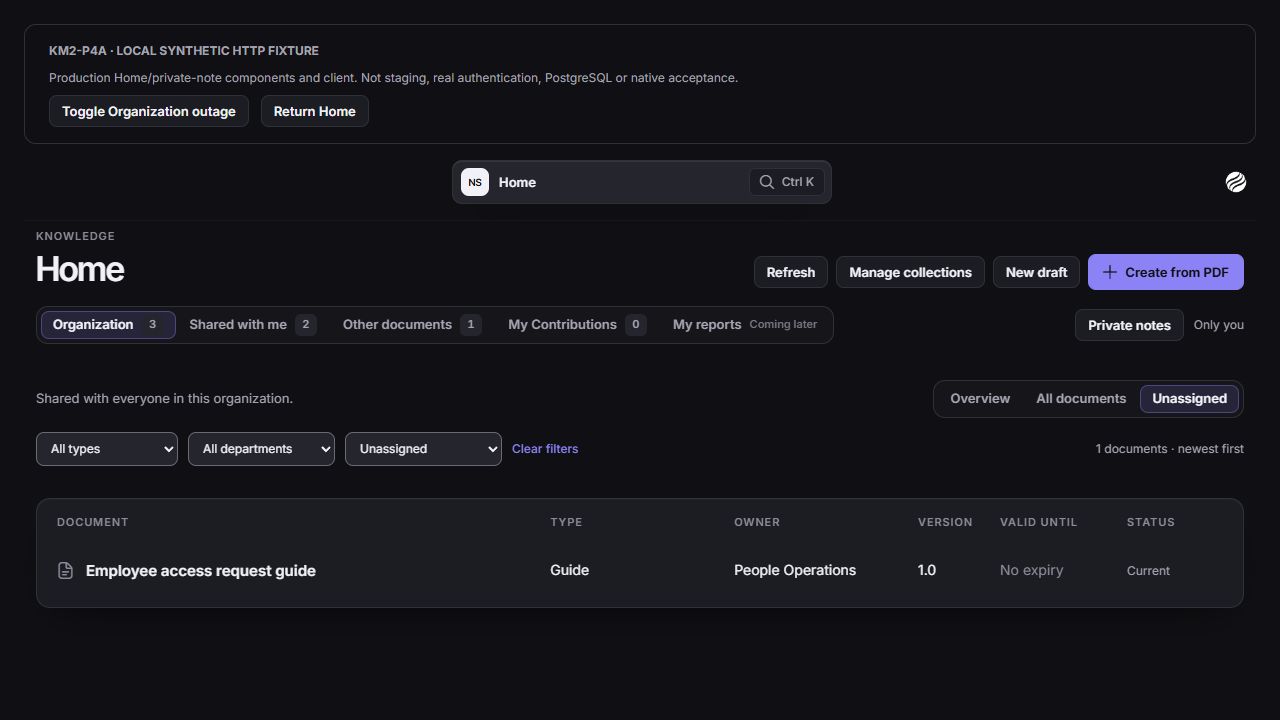 KM2-P4A · LOCAL SYNTHETIC HTTP FIXTURE
Production Home/private-note components and client. Not staging, real authentication, PostgreSQL or native acceptance.
Toggle Organization outage Return Home
NS Home Ctrl K
KNOWLEDGE
Home
Refresh Manage collections New draft Create from PDF
Organization 3 Shared with me 2 Other documents 1 My Contributions 0 My reports Coming later Private notes Only you
Shared with everyone in this organization. Overview All documents Unassigned
All types All departments Unassigned Clear filters 1 documents · newest first
DOCUMENT TYPE OWNER VERSION VALID UNTIL STATUS
Employee access request guide Guide People Operations 1.0 No expiry Current